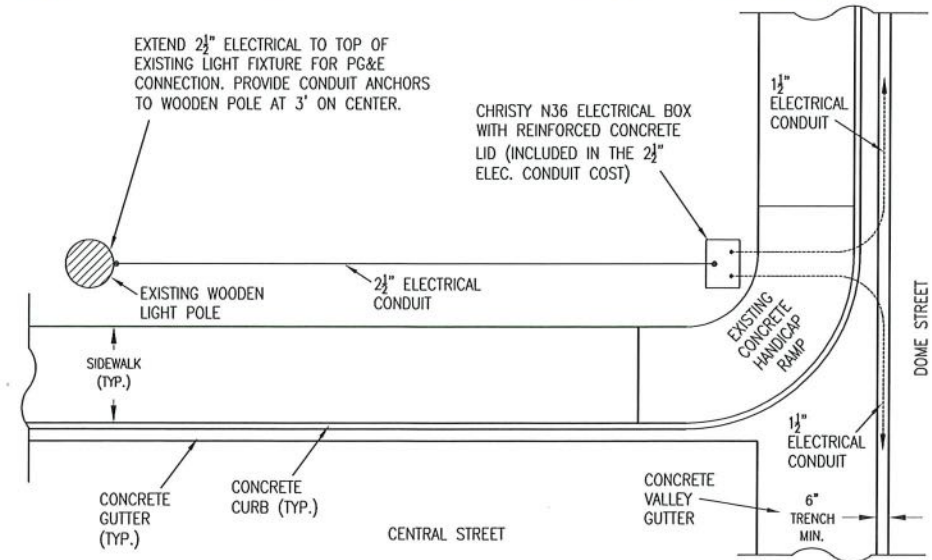 EXTEND 2½" ELECTRICAL TO TOP OF
EXISTING LIGHT FIXTURE FOR PG&E
CONNECTION. PROVIDE CONDUIT ANCHORS
TO WOODEN POLE AT 3' ON CENTER.
CHRISTY N36 ELECTRICAL BOX
WITH REINFORCED CONCRETE
LID (INCLUDED IN THE 2½"
ELEC. CONDUIT COST)
1½"
ELECTRICAL
CONDUIT
EXISTING WOODEN
LIGHT POLE
2½" ELECTRICAL
CONDUIT
EXISTING
CONCRETE
HANDICAP
RAMP
DOME STREET
SIDEWALK
(TYP.)
1½"
ELECTRICAL
CONDUIT
CONCRETE
GUTTER
(TYP.)
CONCRETE
CURB (TYP.)
CENTRAL STREET
CONCRETE
VALLEY
GUTTER
6"
TRENCH
MIN.